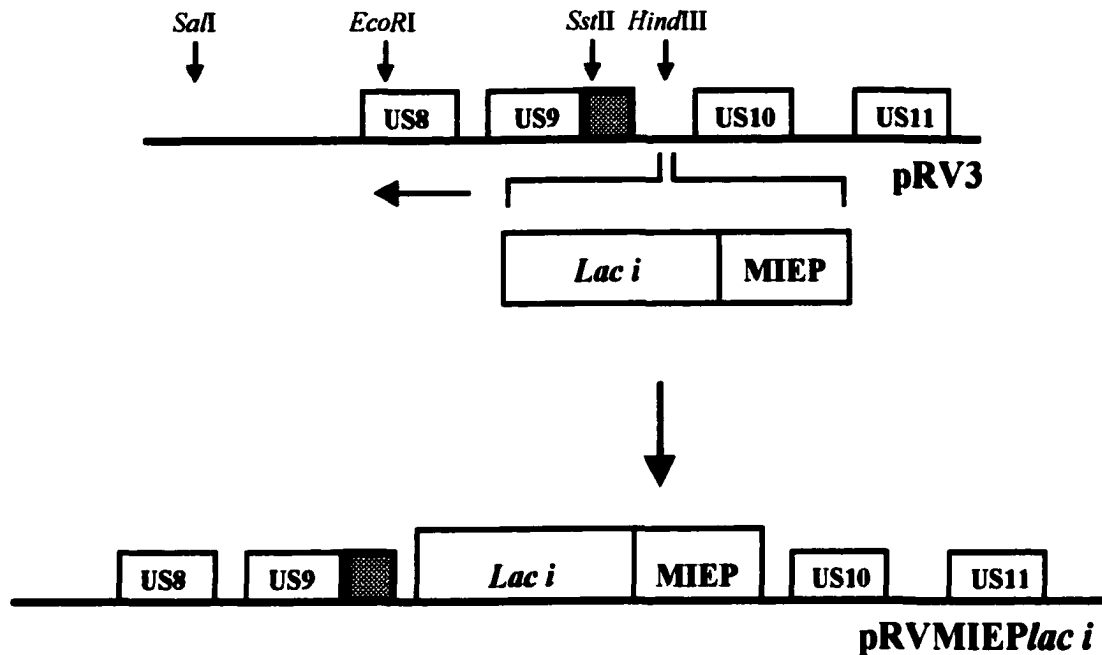 SalI EcoRI SstII HindIII
US8 US9 US10 US11
pRV3
Lac i MIEP
US8 US9 Lac i MIEP US10 US11
pRVMIEPlac i